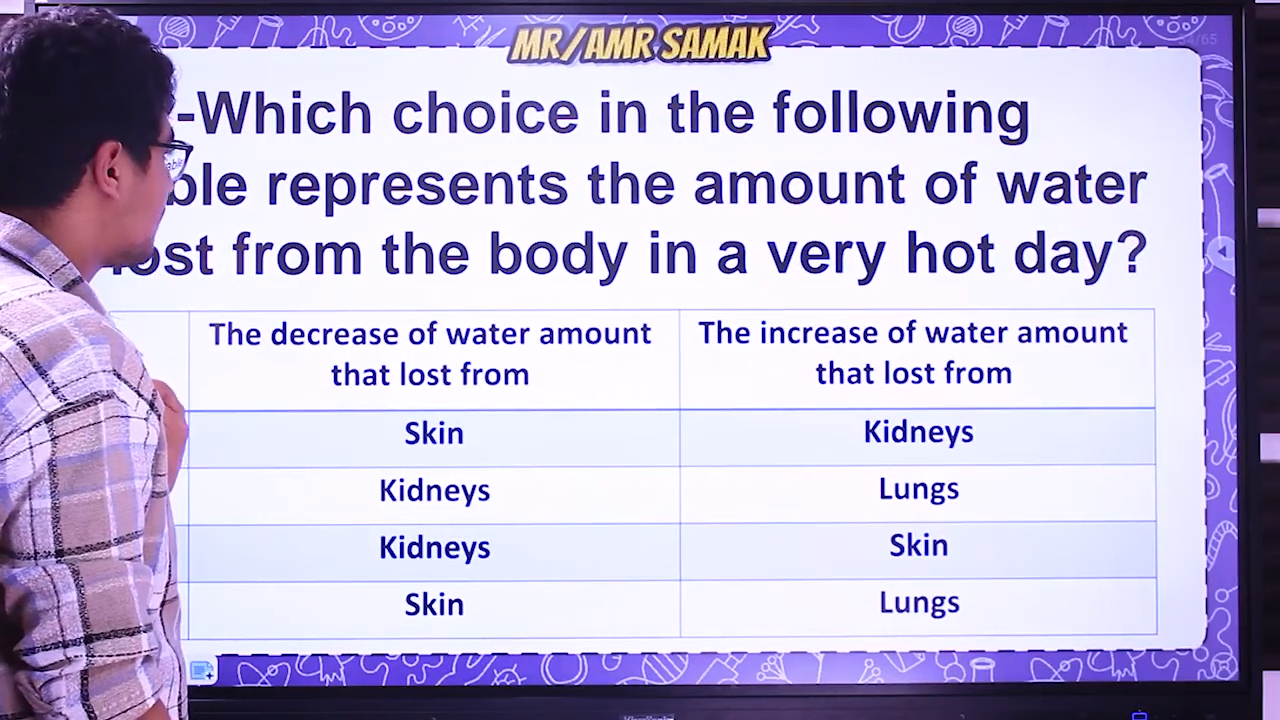 MR/AMR SAMAK
-Which choice in the following
represents the amount of water
lost from the body in a very hot day?
The decrease of water amount that lost from
The increase of water amount that lost from
Skin Kidneys
Kidneys Lungs
Kidneys Skin
Skin Lungs